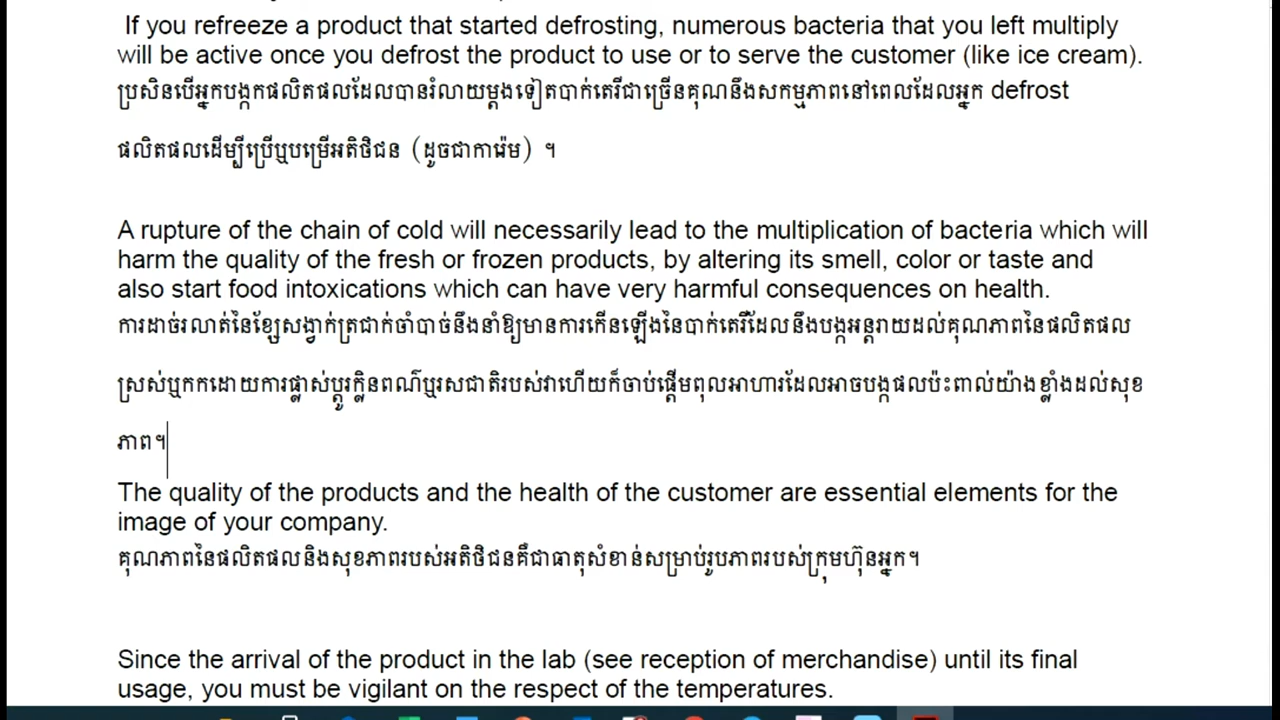 If you refreeze a product that started defrosting, numerous bacteria that you left multiply
will be active once you defrost the product to use or to serve the customer (like ice cream).
ប្រសិនបើអ្នកបង្កកផលិតផលដែលបានរំលាយម្តងទៀតបាក់តេរីជាច្រើនគុណនឹងសកម្មភាពនៅពេលដែលអ្នក defrost
ផលិតផលដើម្បីប្រើឬបម្រើអតិថិជន (ដូចជាការ៉េម) ។
A rupture of the chain of cold will necessarily lead to the multiplication of bacteria which will
harm the quality of the fresh or frozen products, by altering its smell, color or taste and
also start food intoxications which can have very harmful consequences on health.
ការដាច់រលាត់នៃខ្សែសង្វាក់ត្រជាក់ចាំបាច់នឹងនាំឱ្យមានការកើនឡើងនៃបាក់តេរីដែលនឹងបង្កអន្តរាយដល់គុណភាពនៃផលិតផល
ស្រស់ឬកកដោយការផ្លាស់ប្តូរក្លិនពណ៌ឬរសជាតិរបស់វាហើយក៏ចាប់ផ្តើមពុលអាហារដែលអាចបង្កផលប៉ះពាល់យ៉ាងខ្លាំងដល់សុខ
ភាព។
The quality of the products and the health of the customer are essential elements for the
image of your company.
គុណភាពនៃផលិតផលនិងសុខភាពរបស់អតិថិជនគឺជាធាតុសំខាន់សម្រាប់រូបភាពរបស់ក្រុមហ៊ុនអ្នក។
Since the arrival of the product in the lab (see reception of merchandise) until its final
usage, you must be vigilant on the respect of the temperatures.